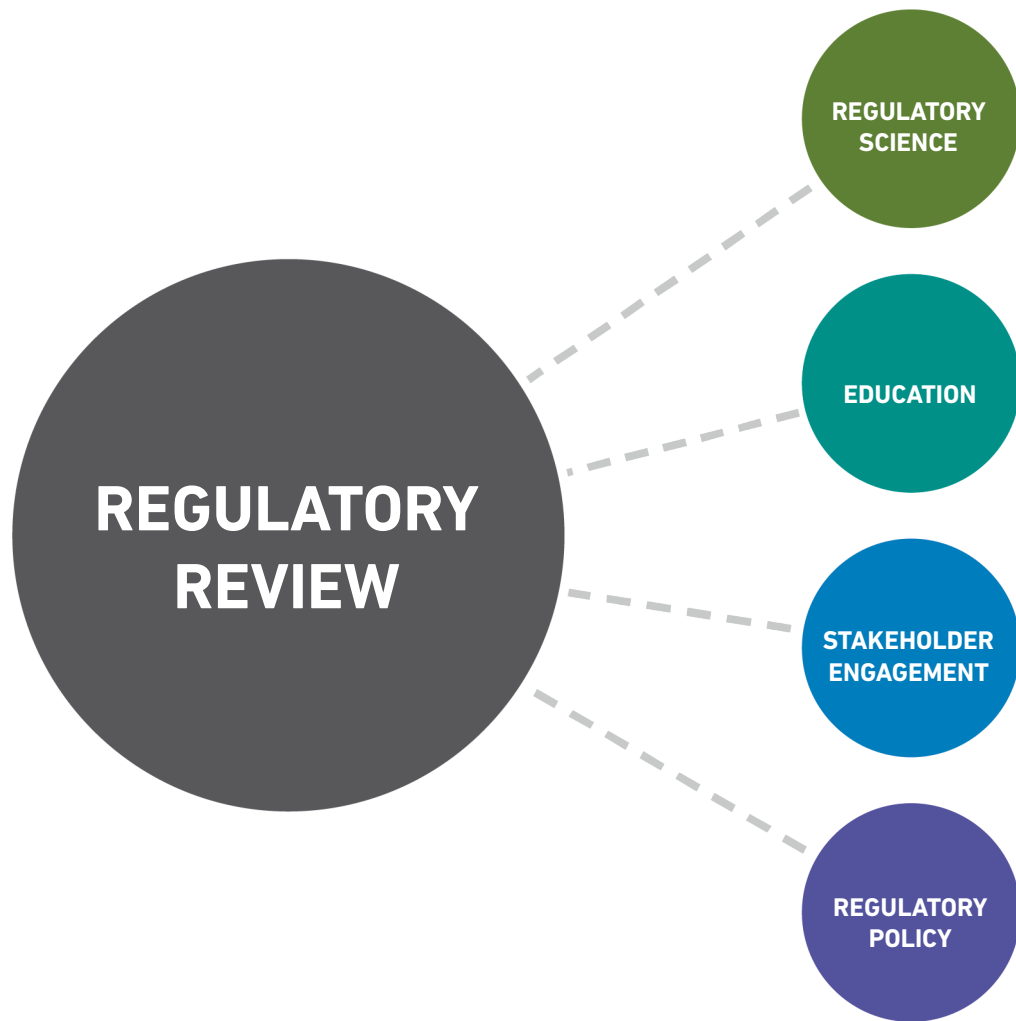 REGULATORY
SCIENCE
EDUCATION
REGULATORY
REVIEW
STAKEHOLDER
ENGAGEMENT
REGULATORY
POLICY